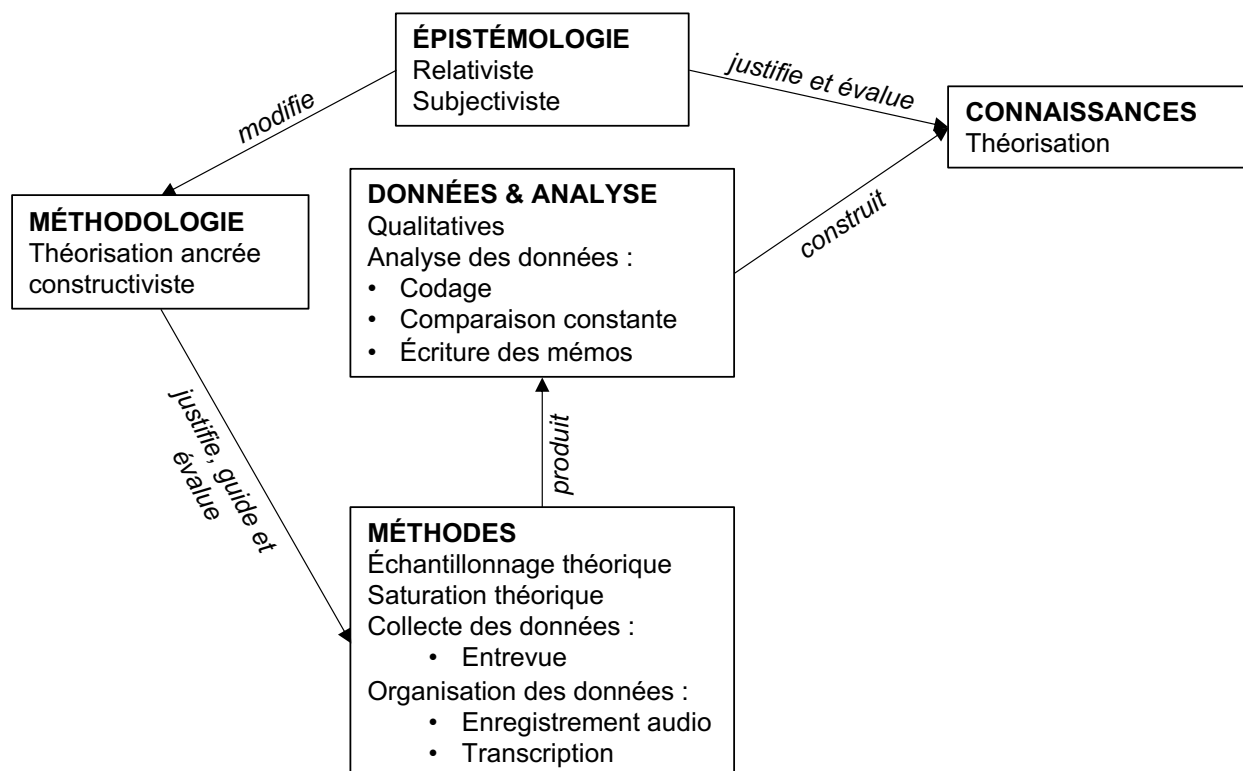 ÉPISTÉMOLOGIE
Relativiste
Subjectiviste
modifie
justifie et évalue
CONNAISSANCES
Théorisation
MÉTHODOLOGIE
Théorisation ancrée
constructiviste
DONNÉES & ANALYSE
Qualitatives
Analyse des données :
• Codage
• Comparaison constante
• Écriture des mémos
construit
justifie, guide et
évalue
produit
MÉTHODES
Échantillonnage théorique
Saturation théorique
Collecte des données :
• Entrevue
Organisation des données :
• Enregistrement audio
• Transcription